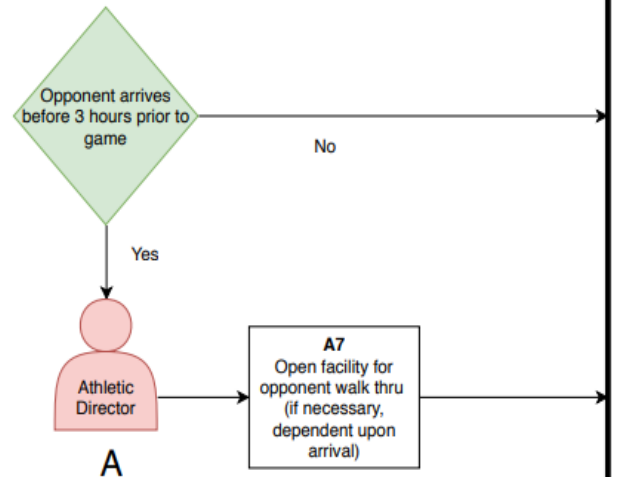 Opponent arrives
before 3 hours prior to
game
No
Yes
Athletic
Director
A
A7
Open facility for
opponent walk thru
(if necessary,
dependent upon
arrival)